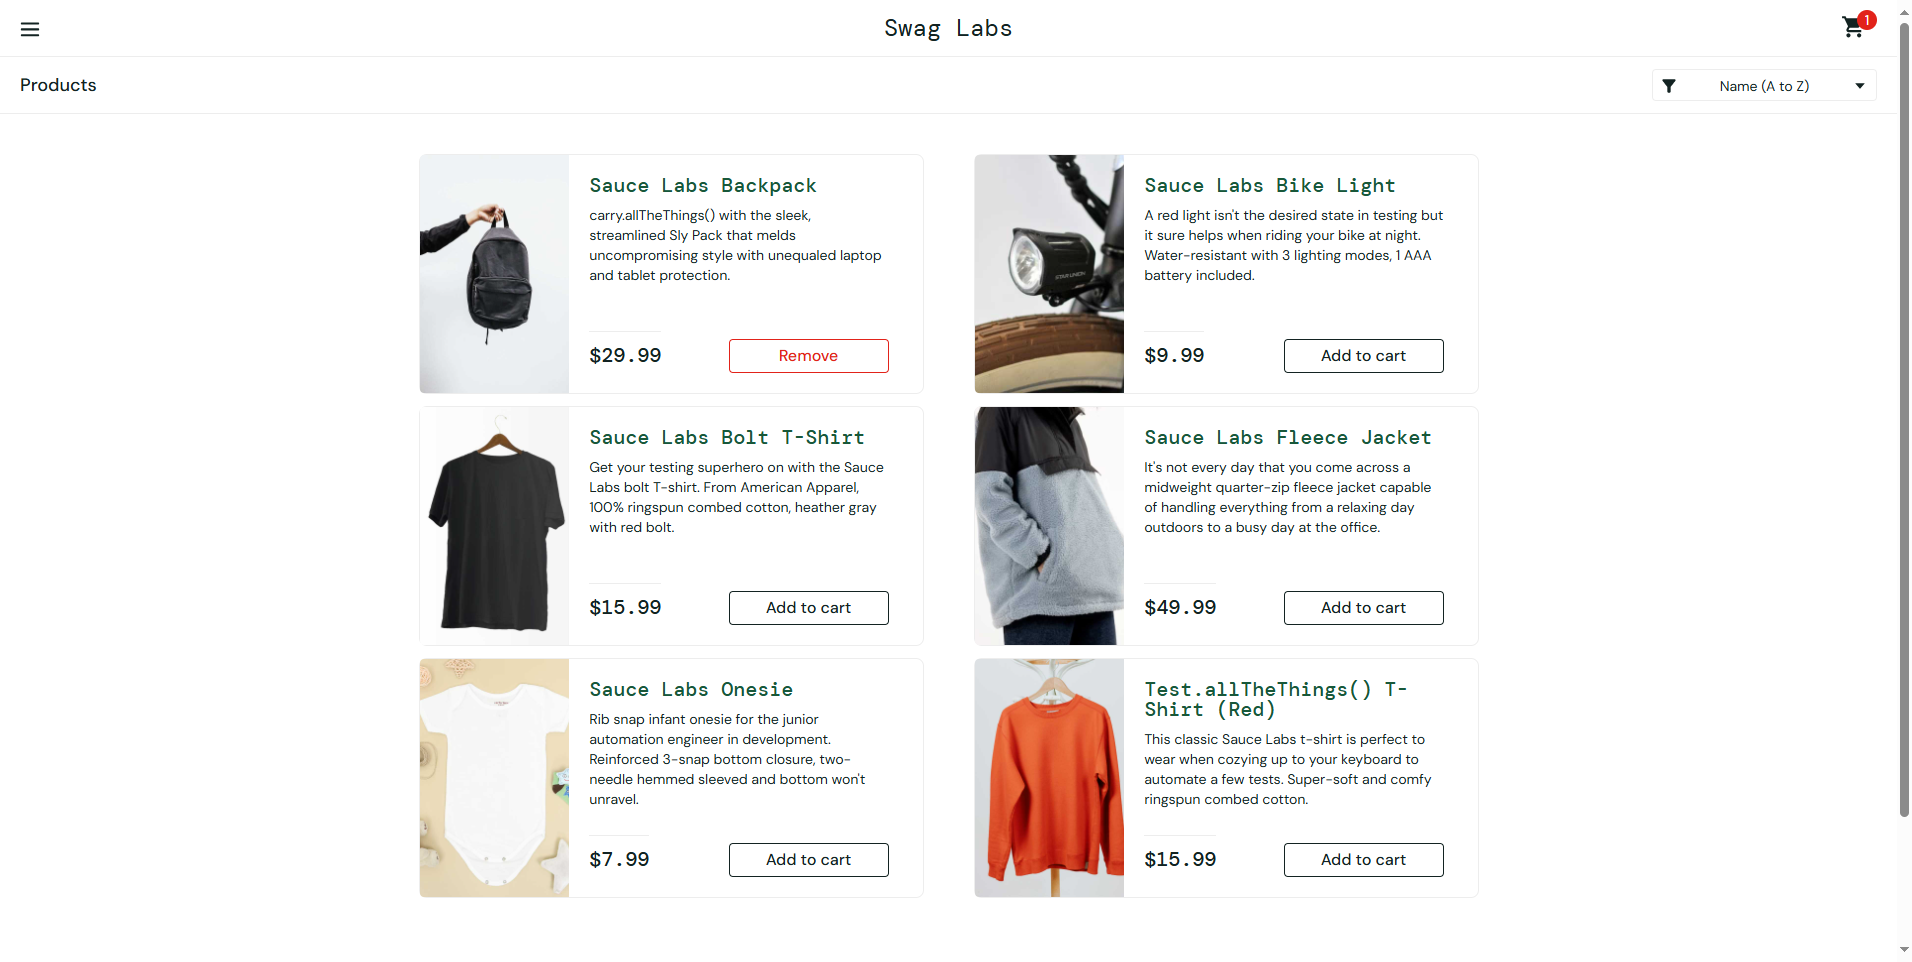 Swag Labs
1
Products
Name (A to Z)
Sauce Labs Backpack
carry.allTheThings() with the sleek,
streamlined Sly Pack that melds
uncompromising style with unequaled laptop
and tablet protection.
$29.99
Remove
Sauce Labs Bike Light
A red light isn't the desired state in testing but
it sure helps when riding your bike at night.
Water-resistant with 3 lighting modes, 1 AAA
battery included.
$9.99
Add to cart
STAR UNION
Sauce Labs Bolt T-Shirt
Get your testing superhero on with the Sauce
Labs bolt T-shirt. From American Apparel,
100% ringspun combed cotton, heather gray
with red bolt.
$15.99
Add to cart
Sauce Labs Fleece Jacket
It's not every day that you come across a
midweight quarter-zip fleece jacket capable
of handling everything from a relaxing day
outdoors to a busy day at the office.
$49.99
Add to cart
Sauce Labs Onesie
Rib snap infant onesie for the junior
automation engineer in development.
Reinforced 3-snap bottom closure, two-
needle hemmed sleeved and bottom won't
unravel.
$7.99
Add to cart
Test.allTheThings() T-
Shirt (Red)
This classic Sauce Labs t-shirt is perfect to
wear when cozying up to your keyboard to
automate a few tests. Super-soft and comfy
ringspun combed cotton.
$15.99
Add to cart